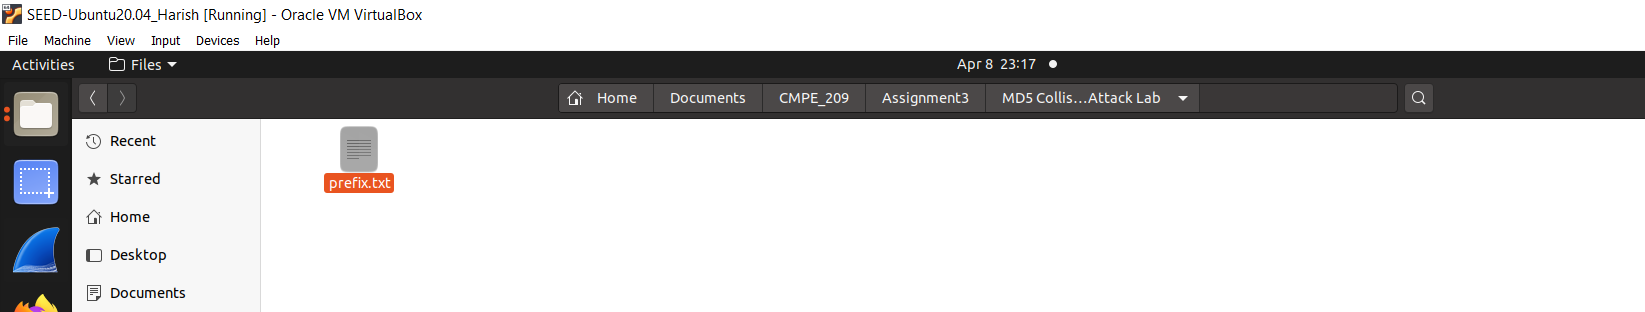 SEED-Ubuntu20.04_Harish [Running] - Oracle VM VirtualBox
File Machine View Input Devices Help
Activities Files Apr 8 23:17
Home Documents CMPE_209 Assignment3 MD5 Collis...Attack Lab
Recent
Starred
Home
Desktop
Documents
prefix.txt